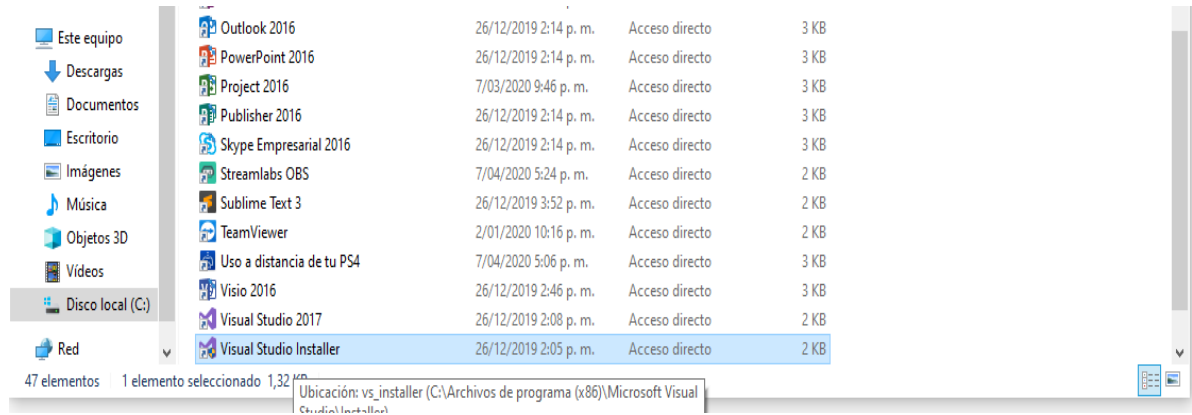 Este equipo
Descargas
Documentos
Escritorio
Imágenes
Música
Objetos 3D
Vídeos
Disco local (C:)
Red
Outlook 2016 26/12/2019 2:14 p. m. Acceso directo 3 KB
PowerPoint 2016 26/12/2019 2:14 p. m. Acceso directo 3 KB
Project 2016 7/03/2020 9:46 p. m. Acceso directo 3 KB
Publisher 2016 26/12/2019 2:14 p. m. Acceso directo 3 KB
Skype Empresarial 2016 26/12/2019 2:14 p. m. Acceso directo 3 KB
Streamlabs OBS 7/04/2020 5:24 p. m. Acceso directo 2 KB
Sublime Text 3 26/12/2019 3:52 p. m. Acceso directo 2 KB
TeamViewer 2/01/2020 10:16 p. m. Acceso directo 2 KB
Uso a distancia de tu PS4 7/04/2020 5:06 p. m. Acceso directo 3 KB
Visio 2016 26/12/2019 2:46 p. m. Acceso directo 3 KB
Visual Studio 2017 26/12/2019 2:08 p. m. Acceso directo 2 KB
Visual Studio Installer 26/12/2019 2:05 p. m. Acceso directo 2 KB
47 elementos 1 elemento seleccionado 1,32 KB
Ubicación: vs_installer (C:\Archivos de programa (x86)\Microsoft Visual
Studio\Installer)